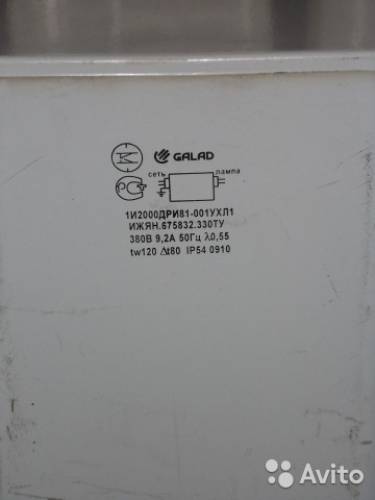 GALAD
сеть лампа
РС
1И2000ДРИ81-001УХЛ1
ИЖЯН.675832.330ТУ
380В 9,2А 50Гц λ0,55
tw120 Δt80 IP54 0910
Avito